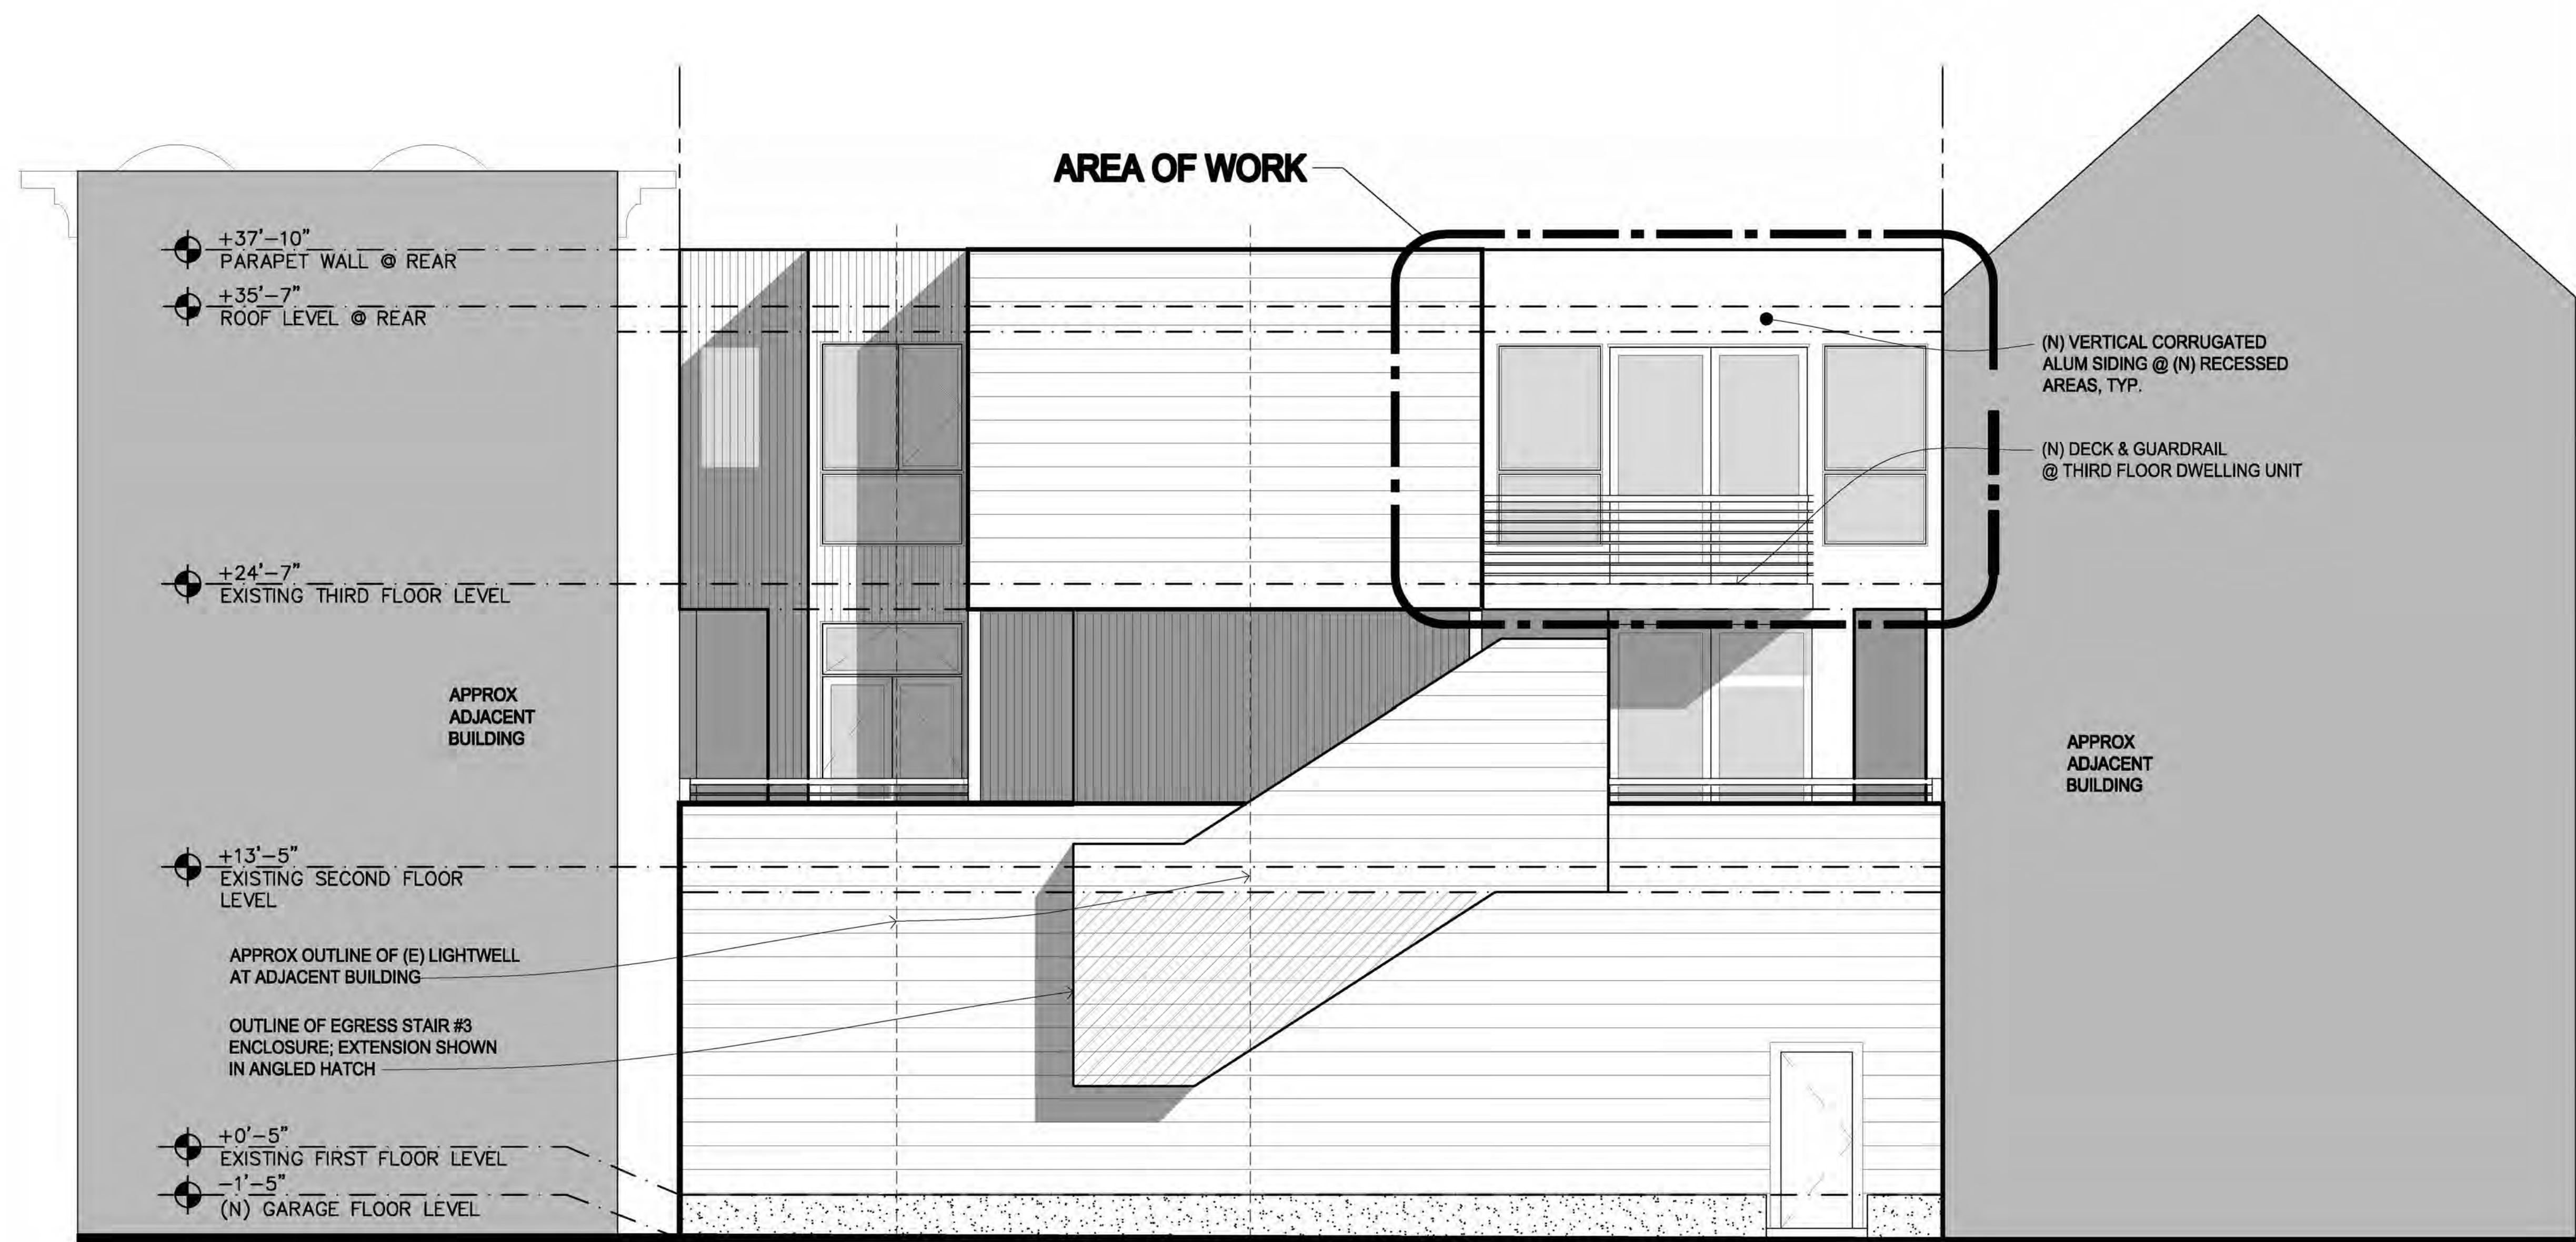 AREA OF WORK
+37'-10"
PARAPET WALL @ REAR
+35'-7"
ROOF LEVEL @ REAR
(N) VERTICAL CORRUGATED
ALUM SIDING @ (N) RECESSED
AREAS, TYP.
(N) DECK & GUARDRAIL
@ THIRD FLOOR DWELLING UNIT
+24'-7"
EXISTING THIRD FLOOR LEVEL
APPROX
ADJACENT
BUILDING
APPROX
ADJACENT
BUILDING
+13'-5"
EXISTING SECOND FLOOR
LEVEL
APPROX OUTLINE OF (E) LIGHTWELL
AT ADJACENT BUILDING
OUTLINE OF EGRESS STAIR #3
ENCLOSURE; EXTENSION SHOWN
IN ANGLED HATCH
+0'-5"
EXISTING FIRST FLOOR LEVEL
-1'-5"
(N) GARAGE FLOOR LEVEL